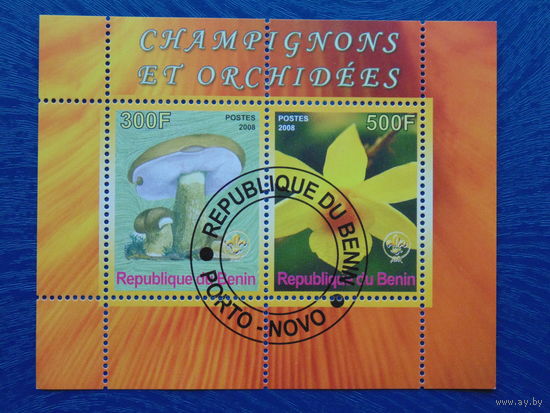 CHAMPIGNONS
ET ORCHIDÉES
300F
POSTES
2008
Republique du Benin
POSTES
2008
500F
Republique du Benin
REPUBLIQUE DU BENIN
PORTO-NOVO
www.ay.by